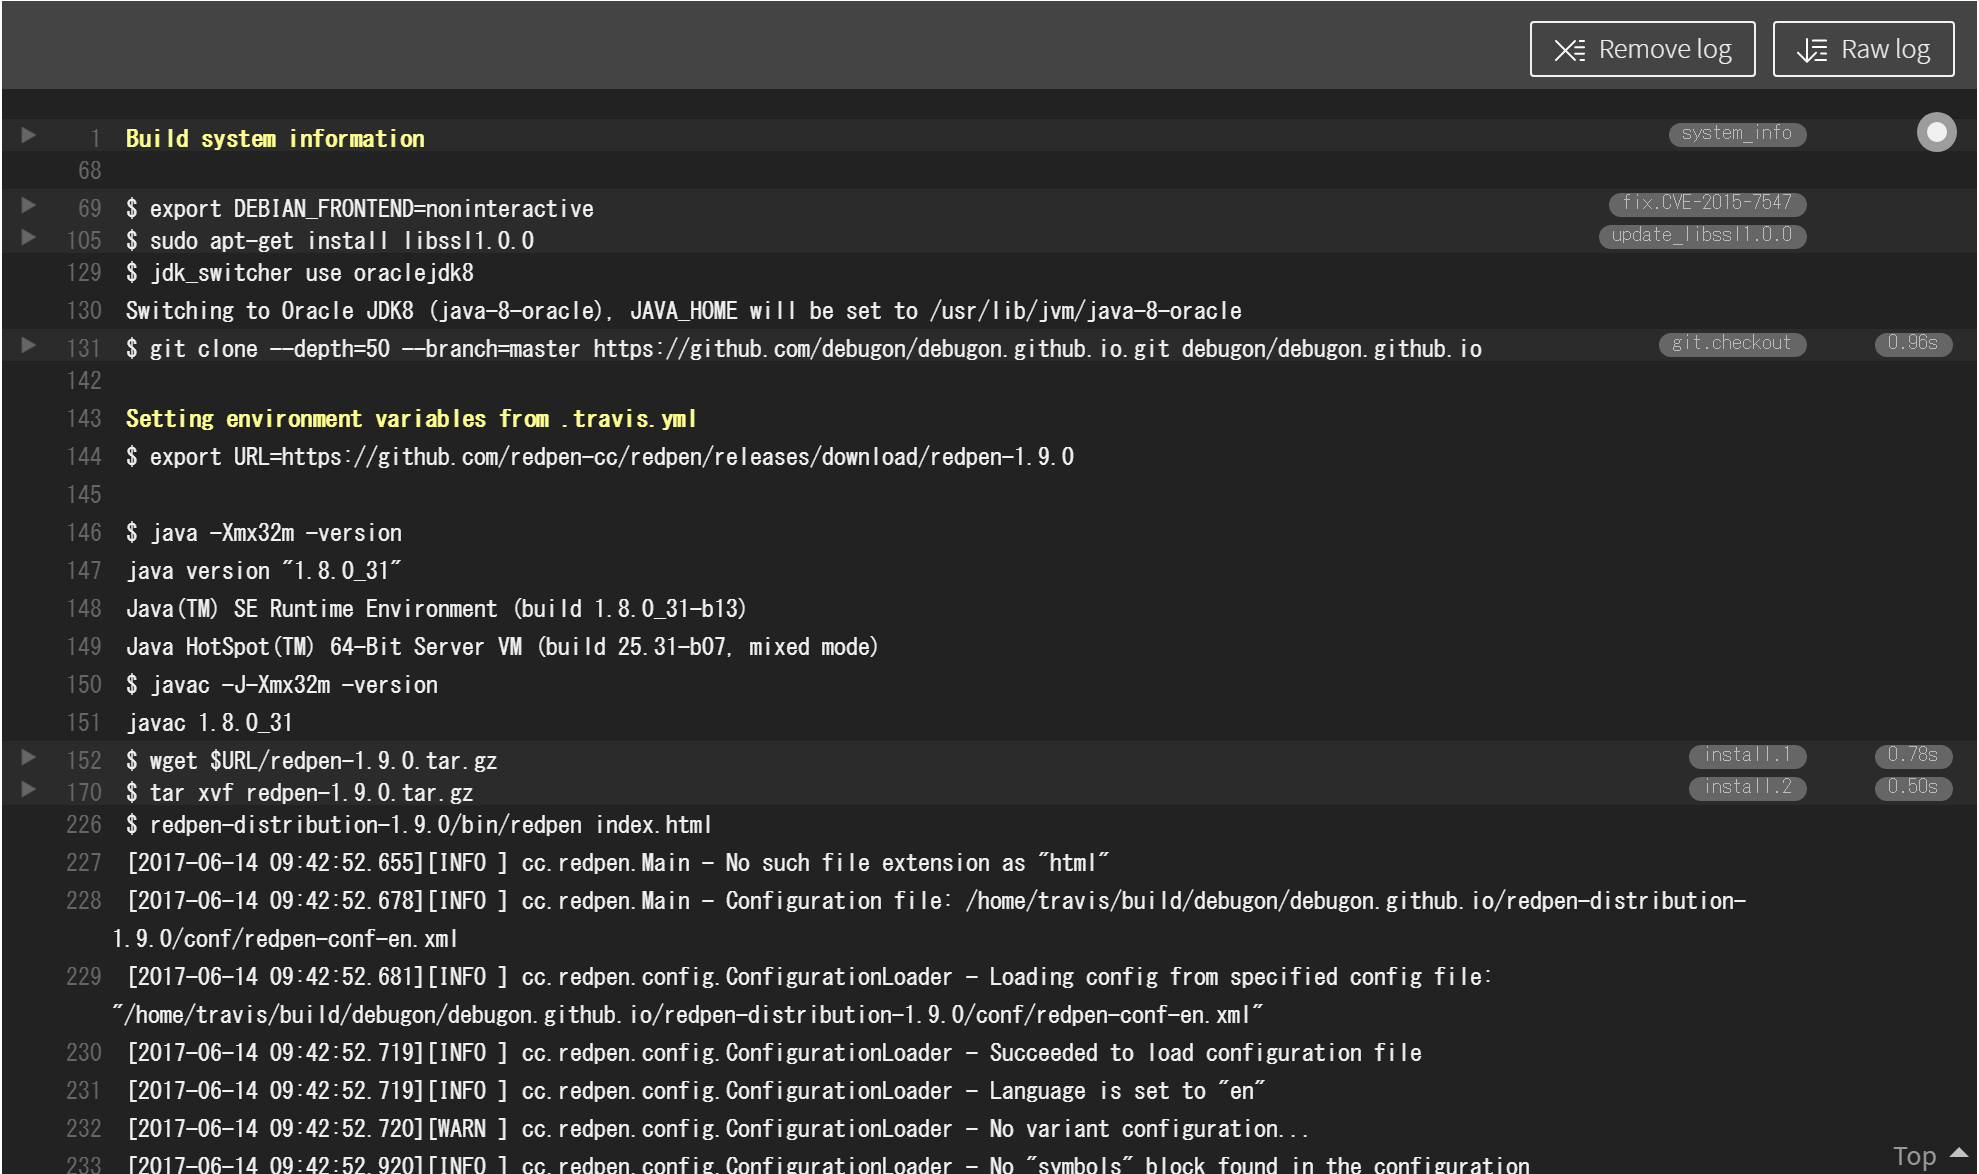 Remove log
Raw log
1 Build system information system_info
68
69 $ export DEBIAN_FRONTEND=noninteractive fix.CVE-2015-7547
105 $ sudo apt-get install libssl1.0.0 update_libssl1.0.0
129 $ jdk_switcher use oraclejdk8
130 Switching to Oracle JDK8 (java-8-oracle), JAVA_HOME will be set to /usr/lib/jvm/java-8-oracle
131 $ git clone --depth=50 --branch=master https://github.com/debugon/debugon.github.io.git debugon/debugon.github.io git.checkout 0.96s
142
143 Setting environment variables from .travis.yml
144 $ export URL=https://github.com/redpen-cc/redpen/releases/download/redpen-1.9.0
145
146 $ java -Xmx32m -version
147 java version "1.8.0_31"
148 Java(TM) SE Runtime Environment (build 1.8.0_31-b13)
149 Java HotSpot(TM) 64-Bit Server VM (build 25.31-b07, mixed mode)
150 $ javac -J-Xmx32m -version
151 javac 1.8.0_31
152 $ wget $URL/redpen-1.9.0.tar.gz install.1 0.78s
170 $ tar xvf redpen-1.9.0.tar.gz install.2 0.50s
226 $ redpen-distribution-1.9.0/bin/redpen index.html
227 [2017-06-14 09:42:52.655][INFO ] cc.redpen.Main - No such file extension as "html"
228 [2017-06-14 09:42:52.678][INFO ] cc.redpen.Main - Configuration file: /home/travis/build/debugon/debugon.github.io/redpen-distribution-
1.9.0/conf/redpen-conf-en.xml
229 [2017-06-14 09:42:52.681][INFO ] cc.redpen.config.ConfigurationLoader - Loading config from specified config file:
"/home/travis/build/debugon/debugon.github.io/redpen-distribution-1.9.0/conf/redpen-conf-en.xml"
230 [2017-06-14 09:42:52.719][INFO ] cc.redpen.config.ConfigurationLoader - Succeeded to load configuration file
231 [2017-06-14 09:42:52.719][INFO ] cc.redpen.config.ConfigurationLoader - Language is set to "en"
232 [2017-06-14 09:42:52.720][WARN ] cc.redpen.config.ConfigurationLoader - No variant configuration...
233 [2017-06-14 09:42:52.920][INFO ] cc.redpen.config.ConfigurationLoader - No "symbols" block found in the configuration
Top